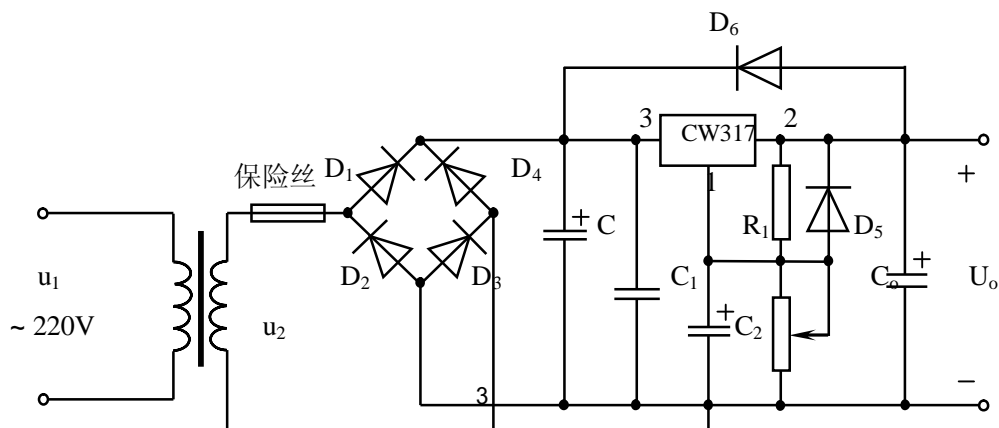 D6
3
CW317
2
保险丝
D1
D4
1
+
+
C
R1
D5
u1
D2
D3
C1
Co
+
Uo
~ 220V
u2
+
C2
3
−